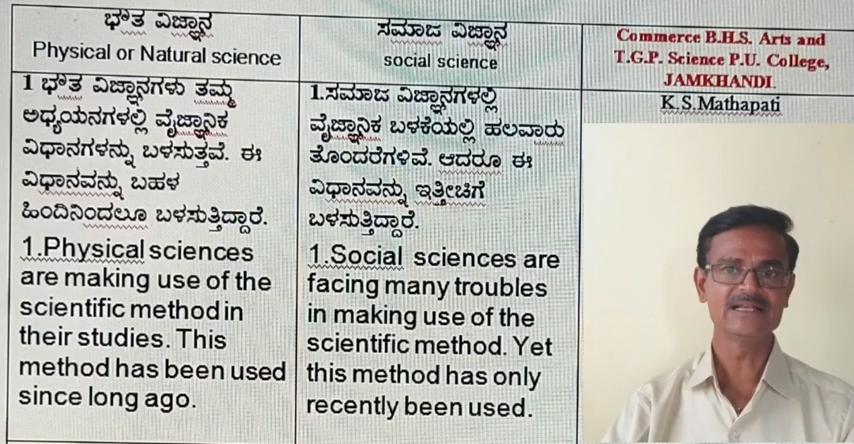 ಭೌತ ವಿಜ್ಞಾನ
Physical or Natural science
1 ಭೌತ ವಿಜ್ಞಾನಗಳು ತಮ್ಮ
ಅಧ್ಯಯನಗಳಲ್ಲಿ ವೈಜ್ಞಾನಿಕ
ವಿಧಾನಗಳನ್ನು ಬಳಸುತ್ತವೆ. ಈ
ವಿಧಾನವನ್ನು ಬಹಳ
ಹಿಂದಿನಿಂದಲೂ ಬಳಸುತ್ತಿದ್ದಾರೆ.
1.Physical sciences
are making use of the
scientific method in
their studies. This
method has been used
since long ago.
ಸಮಾಜ ವಿಜ್ಞಾನ
social science
1.ಸಮಾಜ ವಿಜ್ಞಾನಗಳಲ್ಲಿ
ವೈಜ್ಞಾನಿಕ ಬಳಕೆಯಲ್ಲಿ ಹಲವಾರು
ತೊಂದರೆಗಳಿವೆ. ಆದರೂ ಈ
ವಿಧಾನವನ್ನು ಇತ್ತೀಚಿಗೆ
ಬಳಸುತ್ತಿದ್ದಾರೆ.
1.Social sciences are
facing many troubles
in making use of the
scientific method. Yet
this method has only
recently been used.
Commerce B.H.S. Arts and
T.G.P. Science P.U. College,
JAMKHANDI.
K.S.Mathapati